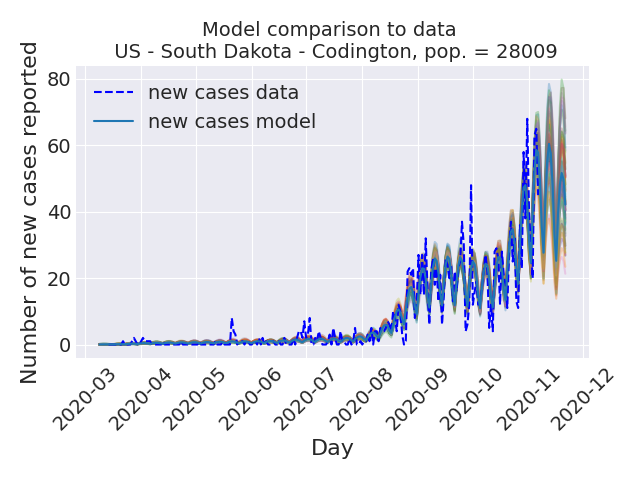 Model comparison to data
US - South Dakota - Codington, pop. = 28009
Number of new cases reported
80
60
40
20
0
new cases data
new cases model
2020-03
2020-04
2020-05
2020-06
2020-07
2020-08
2020-09
2020-10
2020-11
2020-12
Day